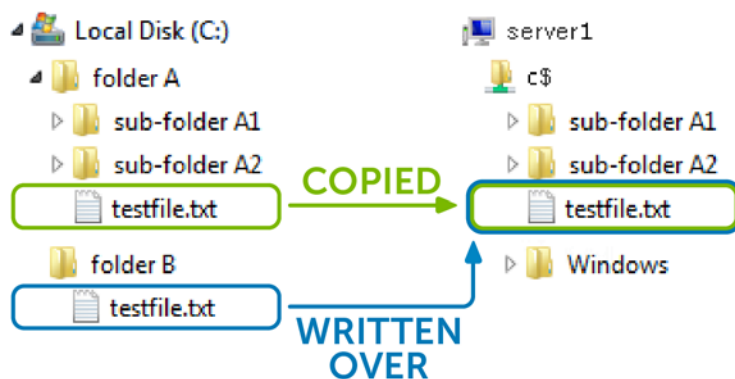 Local Disk (C:)
server1
folder A
c$
sub-folder A1
sub-folder A1
sub-folder A2
sub-folder A2
COPIED
testfile.txt
testfile.txt
folder B
Windows
testfile.txt
WRITTEN
OVER